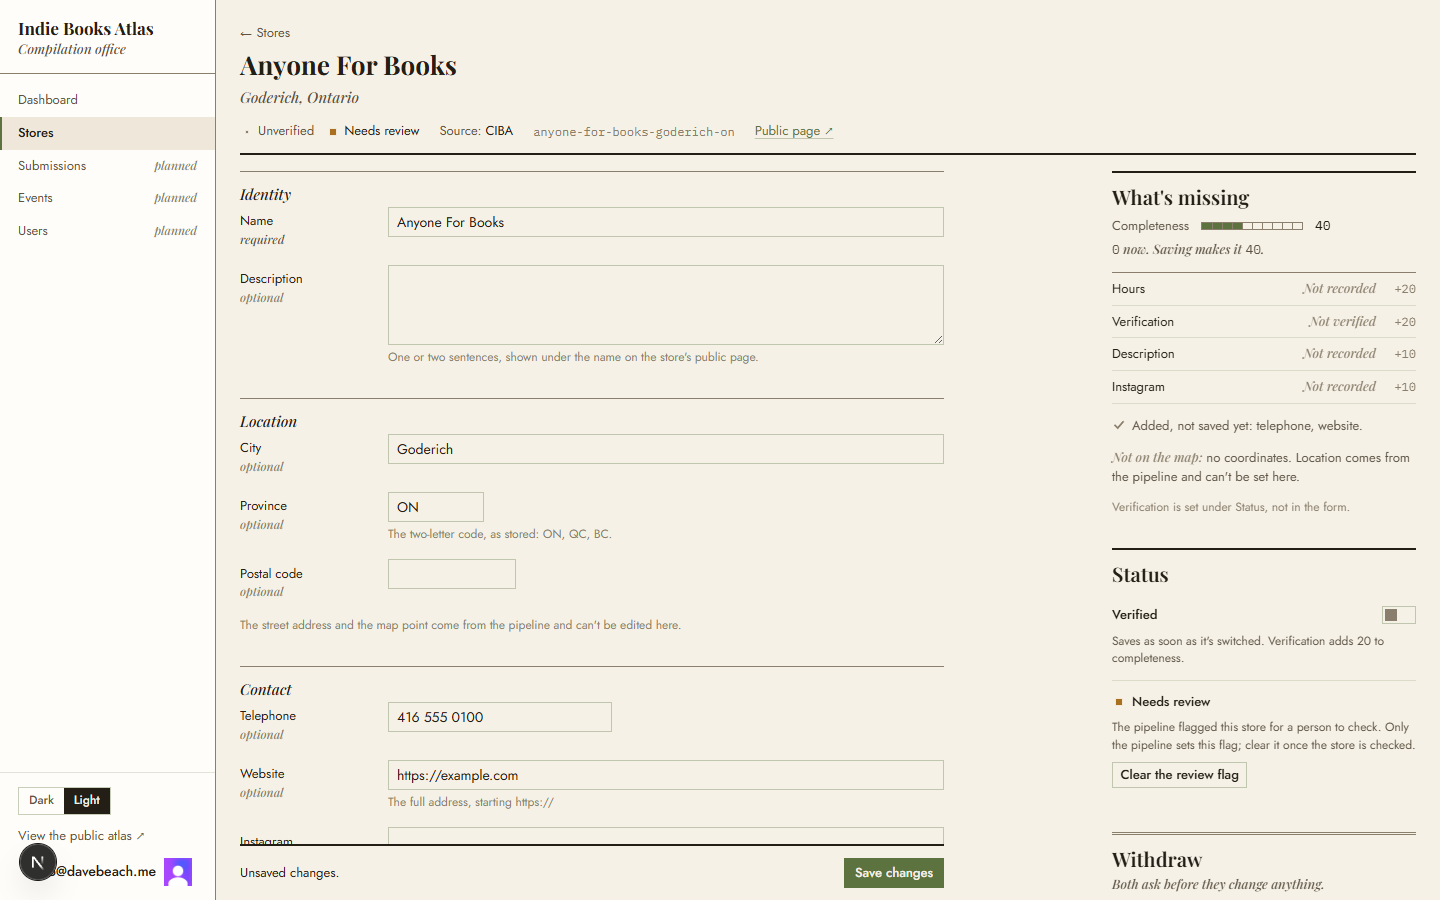 Indie Books Atlas
Compilation office
Dashboard
Stores
Submissions planned
Events planned
Users planned
Dark Light
View the public atlas ↗
N
@davebeach.me
← Stores
Anyone For Books
Goderich, Ontario
· Unverified ■ Needs review Source: CIBA anyone-for-books-goderich-on Public page ↗
Identity
Name
required
Anyone For Books
Description
optional
One or two sentences, shown under the name on the store's public page.
Location
City
optional
Goderich
Province
optional
ON
The two-letter code, as stored: ON, QC, BC.
Postal code
optional
The street address and the map point come from the pipeline and can't be edited here.
Contact
Telephone
optional
416 555 0100
Website
optional
https://example.com
The full address, starting https://
Instagram
Unsaved changes.
Save changes
What's missing
Completeness 40
0 now. Saving makes it 40.
Hours Not recorded +20
Verification Not verified +20
Description Not recorded +10
Instagram Not recorded +10
✓ Added, not saved yet: telephone, website.
Not on the map: no coordinates. Location comes from
the pipeline and can't be set here.
Verification is set under Status, not in the form.
Status
Verified
Saves as soon as it's switched. Verification adds 20 to
completeness.
■ Needs review
The pipeline flagged this store for a person to check. Only
the pipeline sets this flag; clear it once the store is checked.
Clear the review flag
Withdraw
Both ask before they change anything.